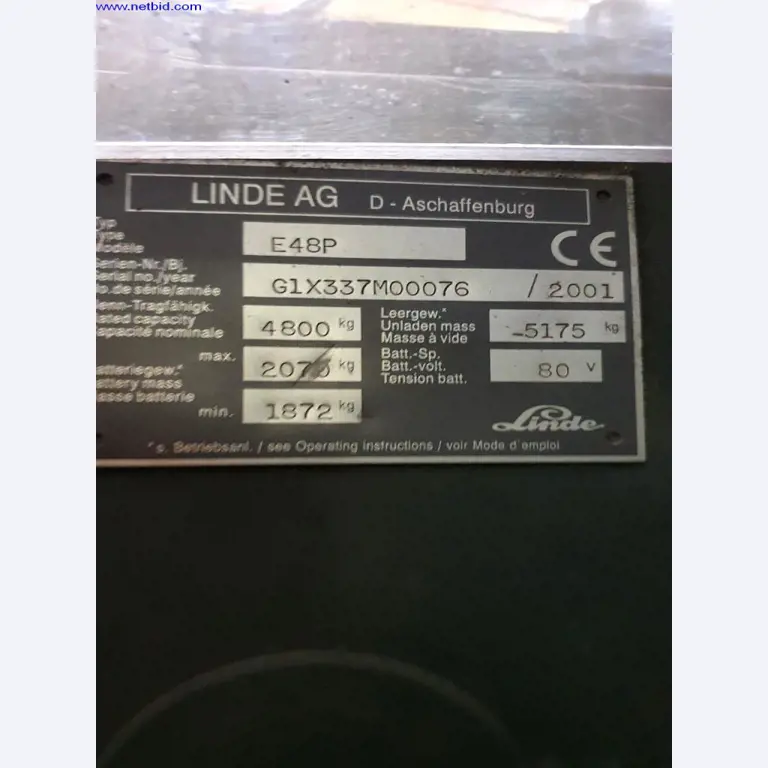 www.netbid.com
LINDE AG D - Aschaffenburg
Type
Modèle
E48P
CE
Serien-Nr./Bj.
Serial no./year
No.de série/année
G1X337M00076 / 2001
Nenn-Tragfähigk.
Rated capacity
Capacité nominale
4800 kg
Leergew.*
Unladen mass
Masse à vide
-5175 kg
max.
2070 kg
Batteriegew.*
Battery mass
Masse batterie
min.
1872 kg
Batt.-Sp.
Batt.-volt.
Tension batt.
80 V
Linde
*s. Betriebsanl. / see Operating instructions / voir Mode d'emploi